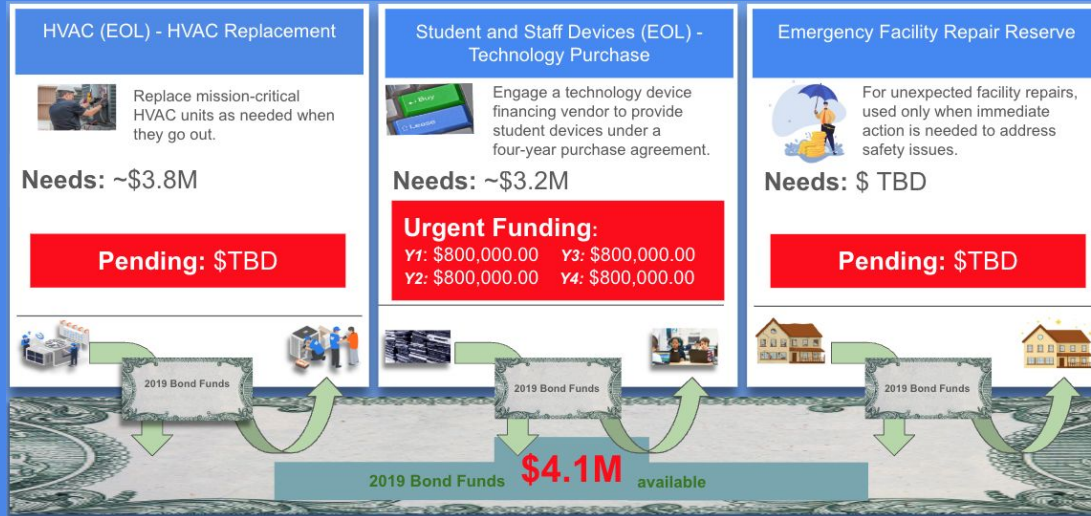 HVAC (EOL) - HVAC Replacement
Replace mission-critical
HVAC units as needed when
they go out.
Needs: ~$3.8M
Pending: $TBD
2019 Bond Funds
Student and Staff Devices (EOL) -
Technology Purchase
Buy
Lease
Engage a technology device
financing vendor to provide
student devices under a
four-year purchase agreement.
Needs: ~$3.2M
Urgent Funding:
Y1: $800,000.00 Y3: $800,000.00
Y2: $800,000.00 Y4: $800,000.00
2019 Bond Funds
Emergency Facility Repair Reserve
For unexpected facility repairs,
used only when immediate
action is needed to address
safety issues.
Needs: $ TBD
Pending: $TBD
2019 Bond Funds
2019 Bond Funds $4.1M available